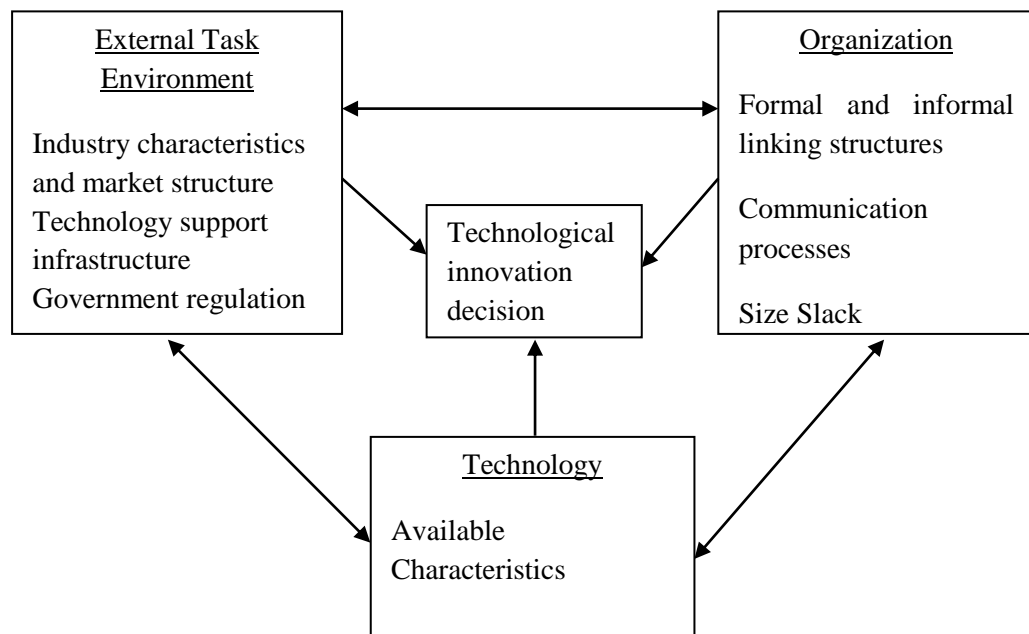 External Task
Environment
Industry characteristics
and market structure
Technology support
infrastructure
Government regulation
Organization
Formal and informal
linking structures
Communication
processes
Size Slack
Technological
innovation
decision
Technology
Available
Characteristics